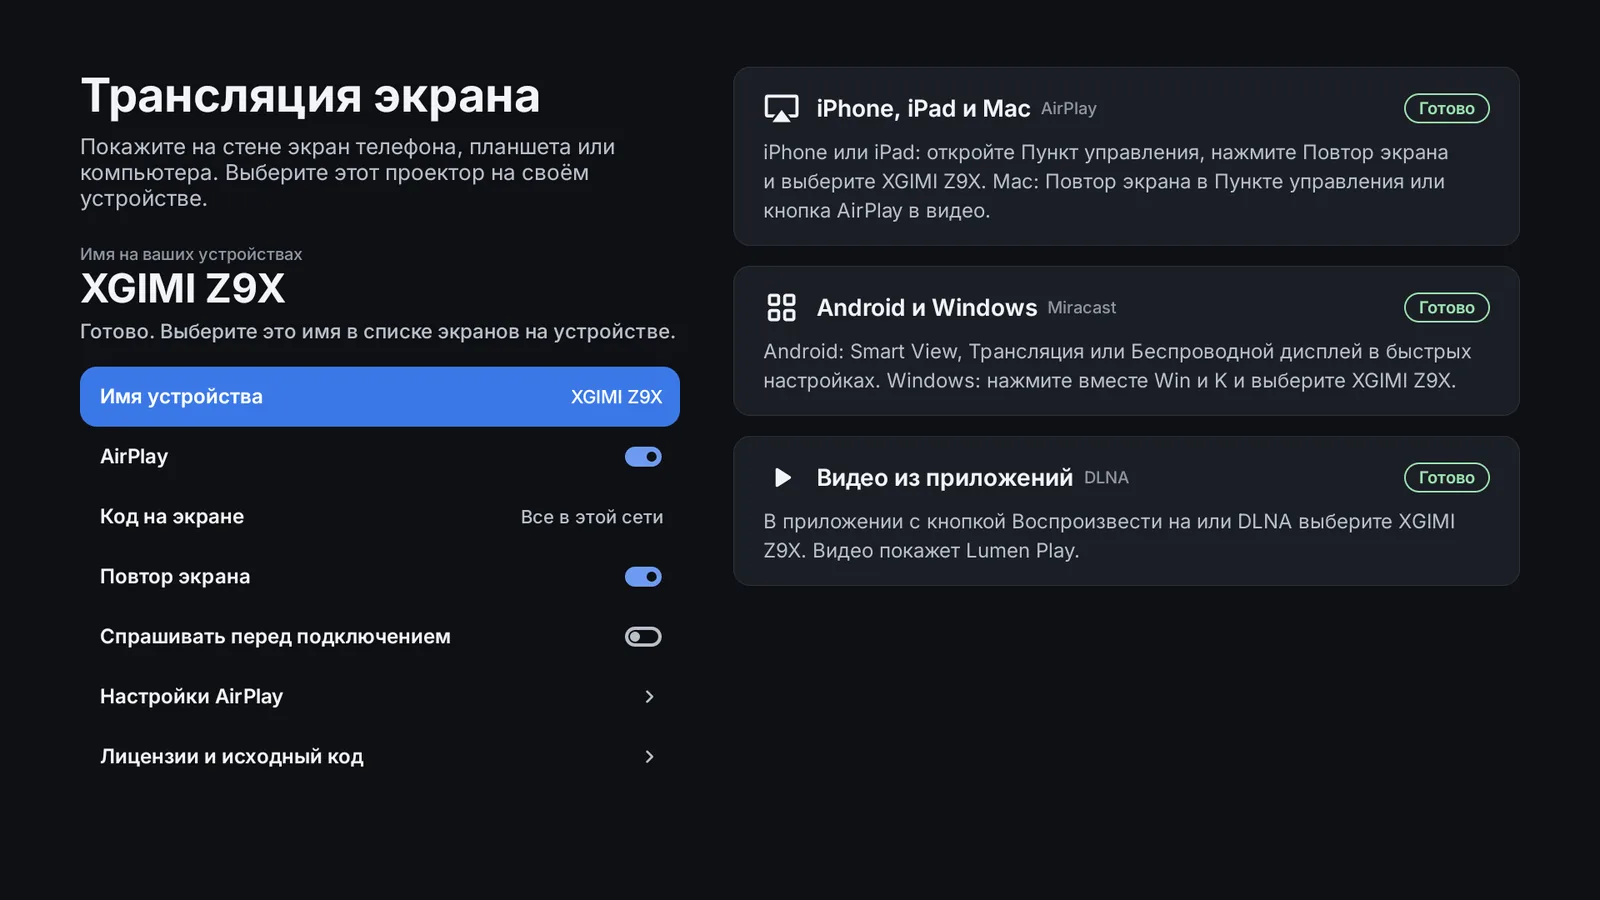 Трансляция экрана
Покажите на стене экран телефона, планшета или
компьютера. Выберите этот проектор на своём
устройстве.
Имя на ваших устройствах
XGIMI Z9X
Готово. Выберите это имя в списке экранов на устройстве.
Имя устройства XGIMI Z9X
AirPlay
Код на экране Все в этой сети
Повтор экрана
Спрашивать перед подключением
Настройки AirPlay
Лицензии и исходный код
iPhone, iPad и Mac AirPlay Готово
iPhone или iPad: откройте Пункт управления, нажмите Повтор экрана
и выберите XGIMI Z9X. Mac: Повтор экрана в Пункте управления или
кнопка AirPlay в видео.
Android и Windows Miracast Готово
Android: Smart View, Трансляция или Беспроводной дисплей в быстрых
настройках. Windows: нажмите вместе Win и K и выберите XGIMI Z9X.
Видео из приложений DLNA Готово
В приложении с кнопкой Воспроизвести на или DLNA выберите XGIMI
Z9X. Видео покажет Lumen Play.